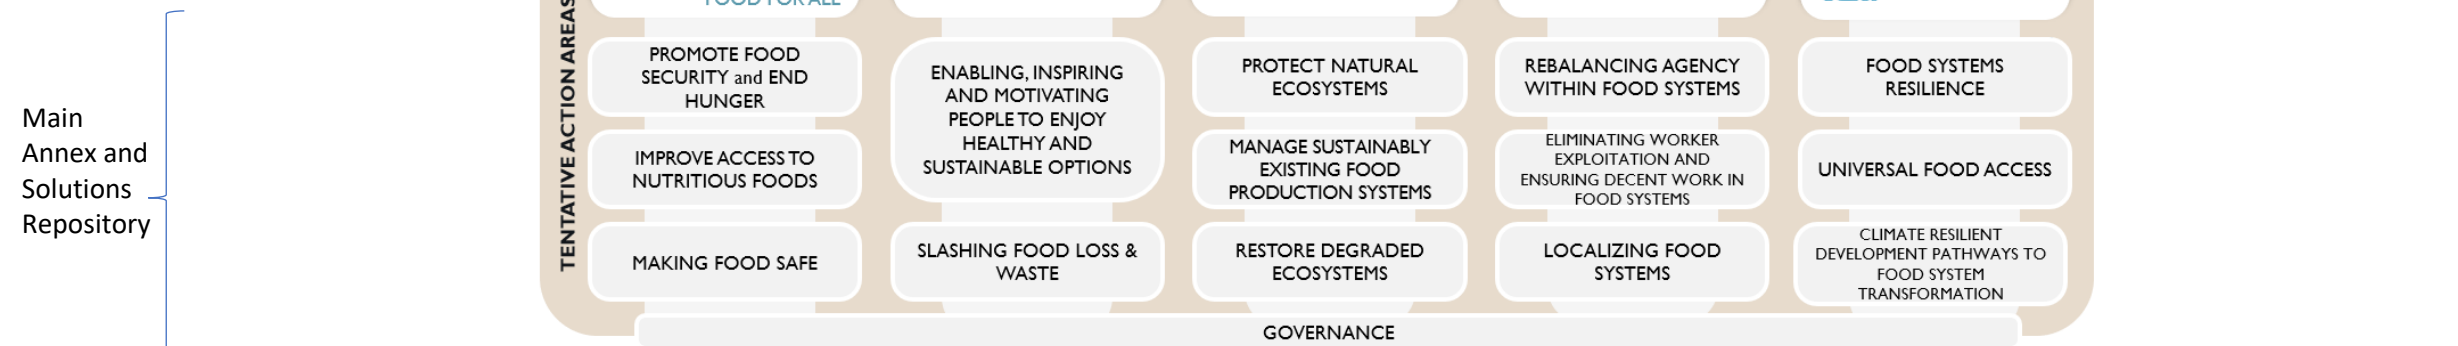 FOOD FOR ALL
TENTATIVE ACTION AREAS
Main
Annex and
Solutions
Repository
PROMOTE FOOD
SECURITY and END
HUNGER
IMPROVE ACCESS TO
NUTRITIOUS FOODS
MAKING FOOD SAFE
ENABLING, INSPIRING
AND MOTIVATING
PEOPLE TO ENJOY
HEALTHY AND
SUSTAINABLE OPTIONS
SLASHING FOOD LOSS &
WASTE
PROTECT NATURAL
ECOSYSTEMS
MANAGE SUSTAINABLY
EXISTING FOOD
PRODUCTION SYSTEMS
RESTORE DEGRADED
ECOSYSTEMS
REBALANCING AGENCY
WITHIN FOOD SYSTEMS
ELIMINATING WORKER
EXPLOITATION AND
ENSURING DECENT WORK IN
FOOD SYSTEMS
LOCALIZING FOOD
SYSTEMS
FOOD SYSTEMS
RESILIENCE
UNIVERSAL FOOD ACCESS
CLIMATE RESILIENT
DEVELOPMENT PATHWAYS TO
FOOD SYSTEM
TRANSFORMATION
GOVERNANCE